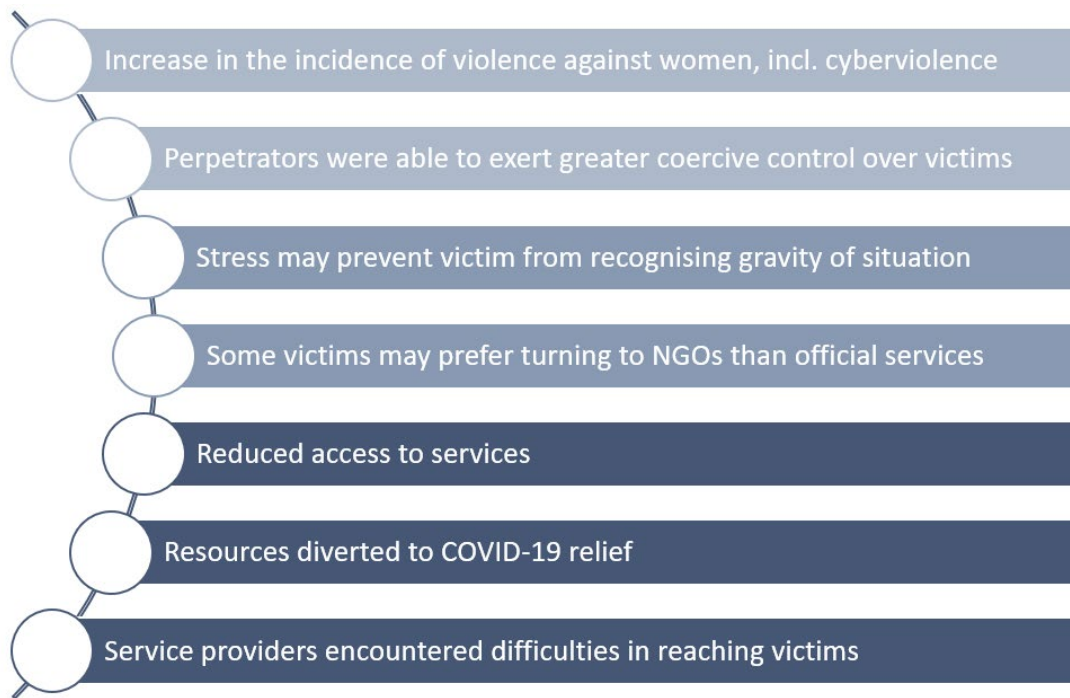 Increase in the incidence of violence against women, incl. cyberviolence
Perpetrators were able to exert greater coercive control over victims
Stress may prevent victim from recognising gravity of situation
Some victims may prefer turning to NGOs than official services
Reduced access to services
Resources diverted to COVID-19 relief
Service providers encountered difficulties in reaching victims